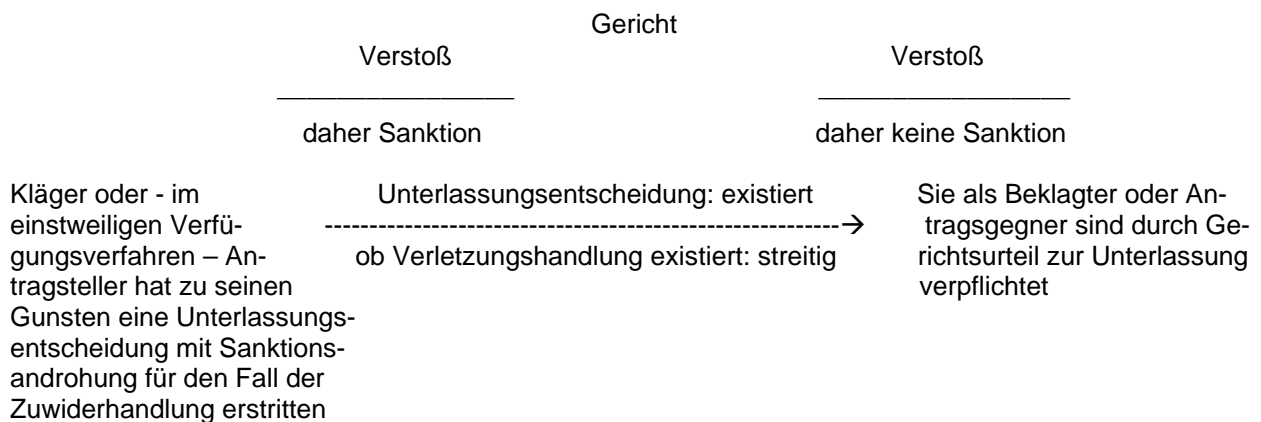 Gericht
Verstoß Verstoß
________________ _________________
daher Sanktion daher keine Sanktion
Kläger oder - im Unterlassungsentscheidung: existiert Sie als Beklagter oder An-
einstweiligen Verfü- ----------------------------------------------------------→ tragsgegner sind durch Ge-
gungsverfahren – An- ob Verletzungshandlung existiert: streitig richtsurteil zur Unterlassung
tragsteller hat zu seinen verpflichtet
Gunsten eine Unterlassungs-
entscheidung mit Sanktions-
androhung für den Fall der
Zuwiderhandlung erstritten